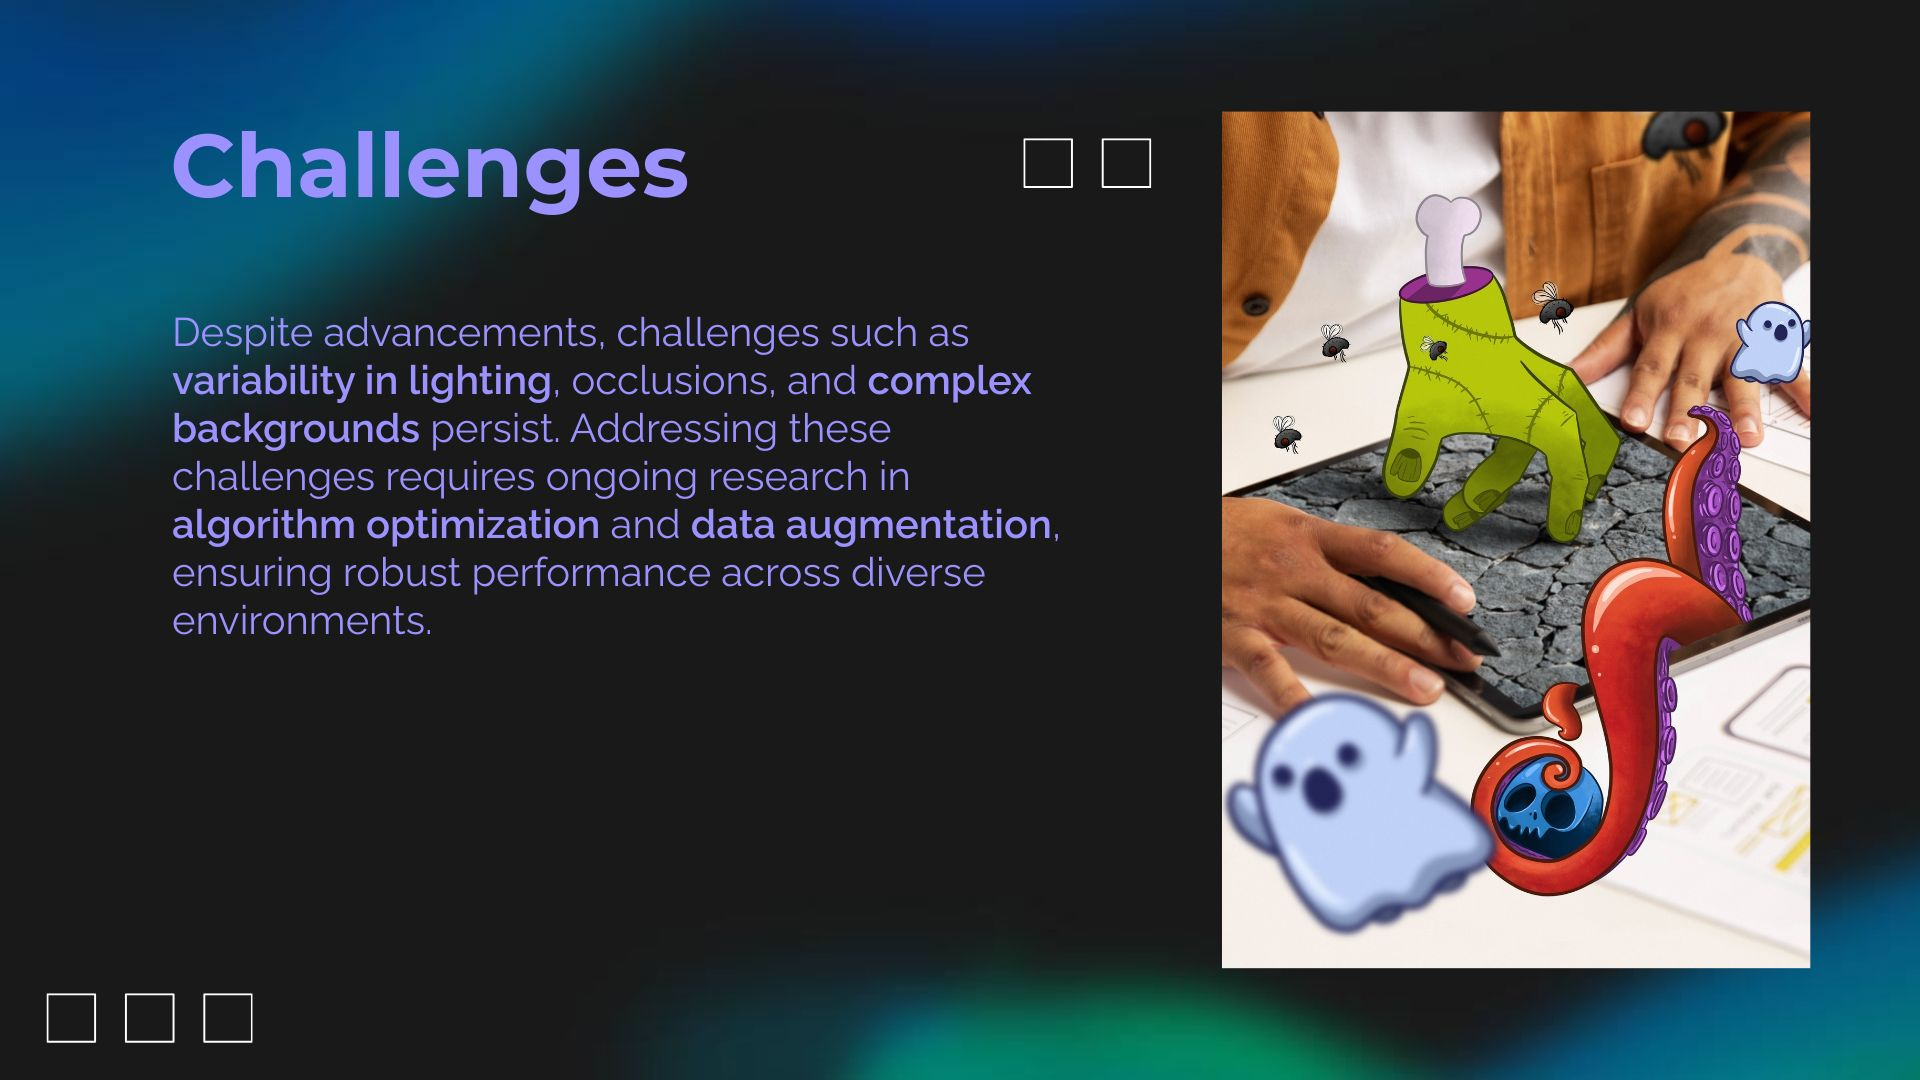 Challenges
Despite advancements, challenges such as
variability in lighting, occlusions, and complex
backgrounds persist. Addressing these
challenges requires ongoing research in
algorithm optimization and data augmentation,
ensuring robust performance across diverse
environments.